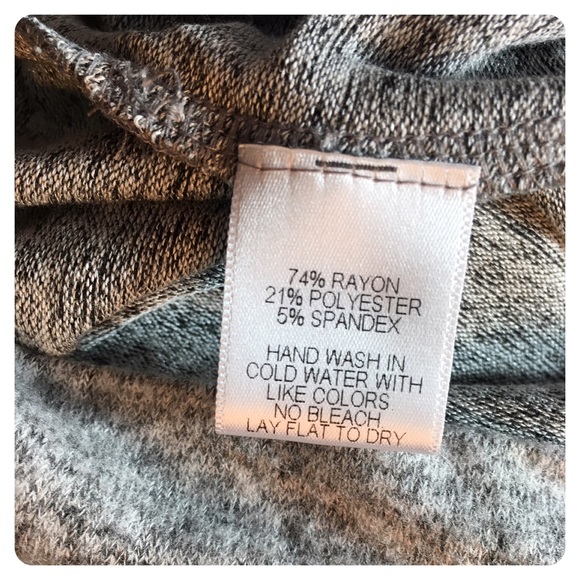 74% RAYON
21% POLYESTER
5% SPANDEX
HAND WASH IN
COLD WATER WITH
LIKE COLORS
NO BLEACH,
LAY FLAT TO DRY